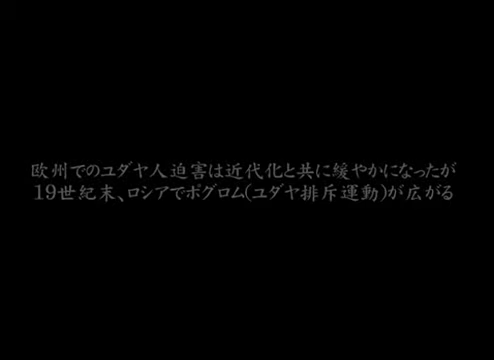 欧州でのユダヤ人迫害は近代化と共に緩やかになったが
19世紀末、ロシアでポグロム(ユダヤ排斥運動)が広がる